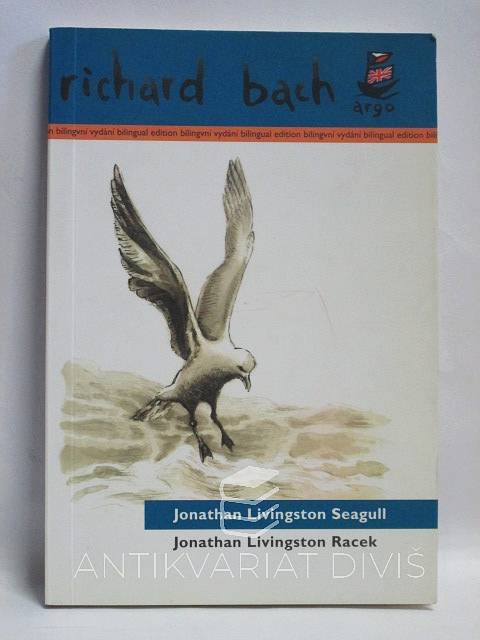 richard bach
argo
n bilingvní vydání bilingual edition bilingvní vydání bilingual edition bilingvní vydání bilingual edition bili
Jonathan Livingston Seagull
Jonathan Livingston Racek
ANTIKVARIAT DIVIŠ